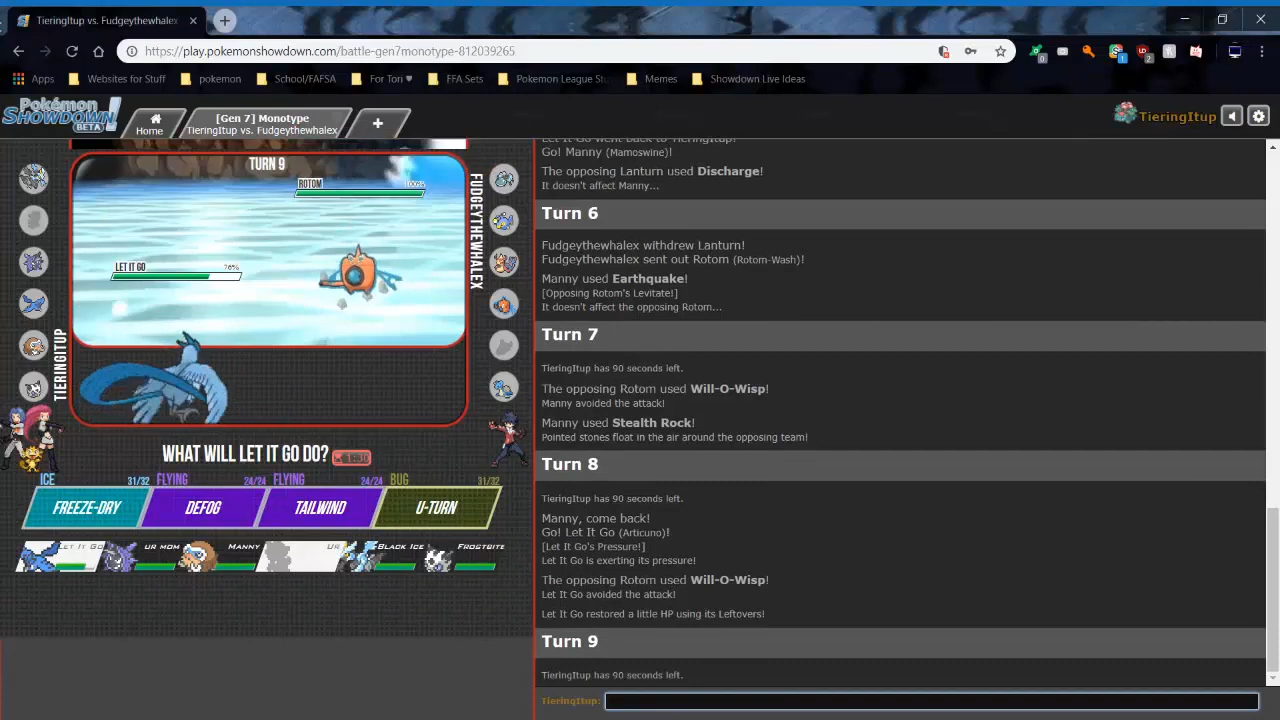 TieringItup vs. Fudgeythewhalex
https://play.pokemonshowdown.com/battle-gen7monotype-812039265
Apps
Websites for Stuff
pokemon
School/FAFSA
For Tori ♥
FFA Sets
Pokemon League Stu
Memes
Showdown Live Ideas
Pokémon
SHOWDOWN!
BETA
Home
[Gen 7] Monotype
TieringItup vs. Fudgeythewhalex
TieringItup
TURN 9
ROTOM
100%
LET IT GO
76%
TIERINGITUP
FUDGEYTHEWHALEX
WHAT WILL LET IT GO DO?
1:30
ICE 31/32
FLYING 24/24
FLYING 24/24
BUG 31/32
FREEZE-DRY
DEFOG
TAILWIND
U-TURN
LET IT GO
UR MOM
MANNY
UR
BLACK ICE
FROSTBITE
Let It Go went back to TieringItup!
Go! Manny (Mamoswine)!
The opposing Lanturn used Discharge!
It doesn't affect Manny...
Turn 6
Fudgeythewhalex withdrew Lanturn!
Fudgeythewhalex sent out Rotom (Rotom-Wash)!
Manny used Earthquake!
[Opposing Rotom's Levitate!]
It doesn't affect the opposing Rotom...
Turn 7
TieringItup has 90 seconds left.
The opposing Rotom used Will-O-Wisp!
Manny avoided the attack!
Manny used Stealth Rock!
Pointed stones float in the air around the opposing team!
Turn 8
TieringItup has 90 seconds left.
Manny, come back!
Go! Let It Go (Articuno)!
[Let It Go's Pressure!]
Let It Go is exerting its pressure!
The opposing Rotom used Will-O-Wisp!
Let It Go avoided the attack!
Let It Go restored a little HP using its Leftovers!
Turn 9
TieringItup has 90 seconds left.
TieringItup: